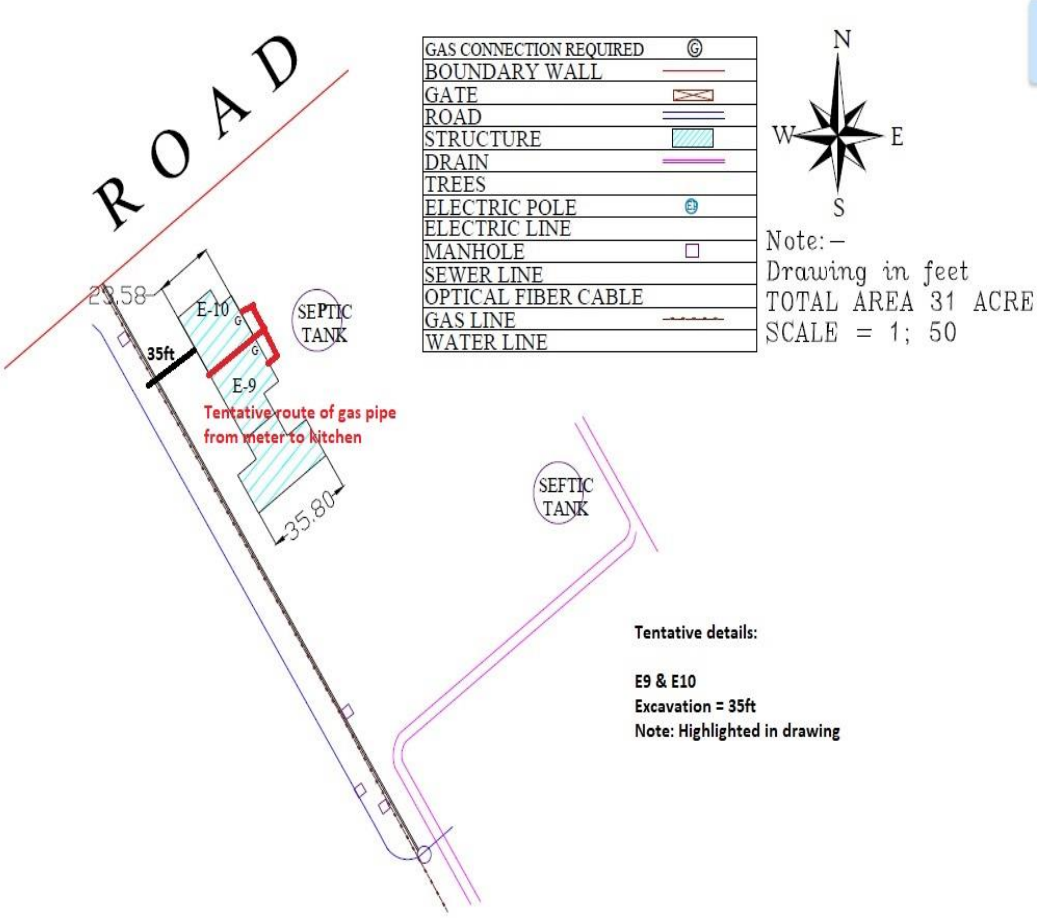 ROAD
GAS CONNECTION REQUIRED G
BOUNDARY WALL
GATE
ROAD
STRUCTURE
DRAIN
TREES
ELECTRIC POLE
ELECTRIC LINE
MANHOLE
SEWER LINE
OPTICAL FIBER CABLE
GAS LINE
WATER LINE
N
W E
S
Note:–
Drawing in feet
TOTAL AREA 31 ACRE
SCALE = 1; 50
23.58
E-10
G
SEPTIC
TANK
35ft
G
E-9
Tentative route of gas pipe
from meter to kitchen
35.80
SEFTIC
TANK
Tentative details:
E9 & E10
Excavation = 35ft
Note: Highlighted in drawing